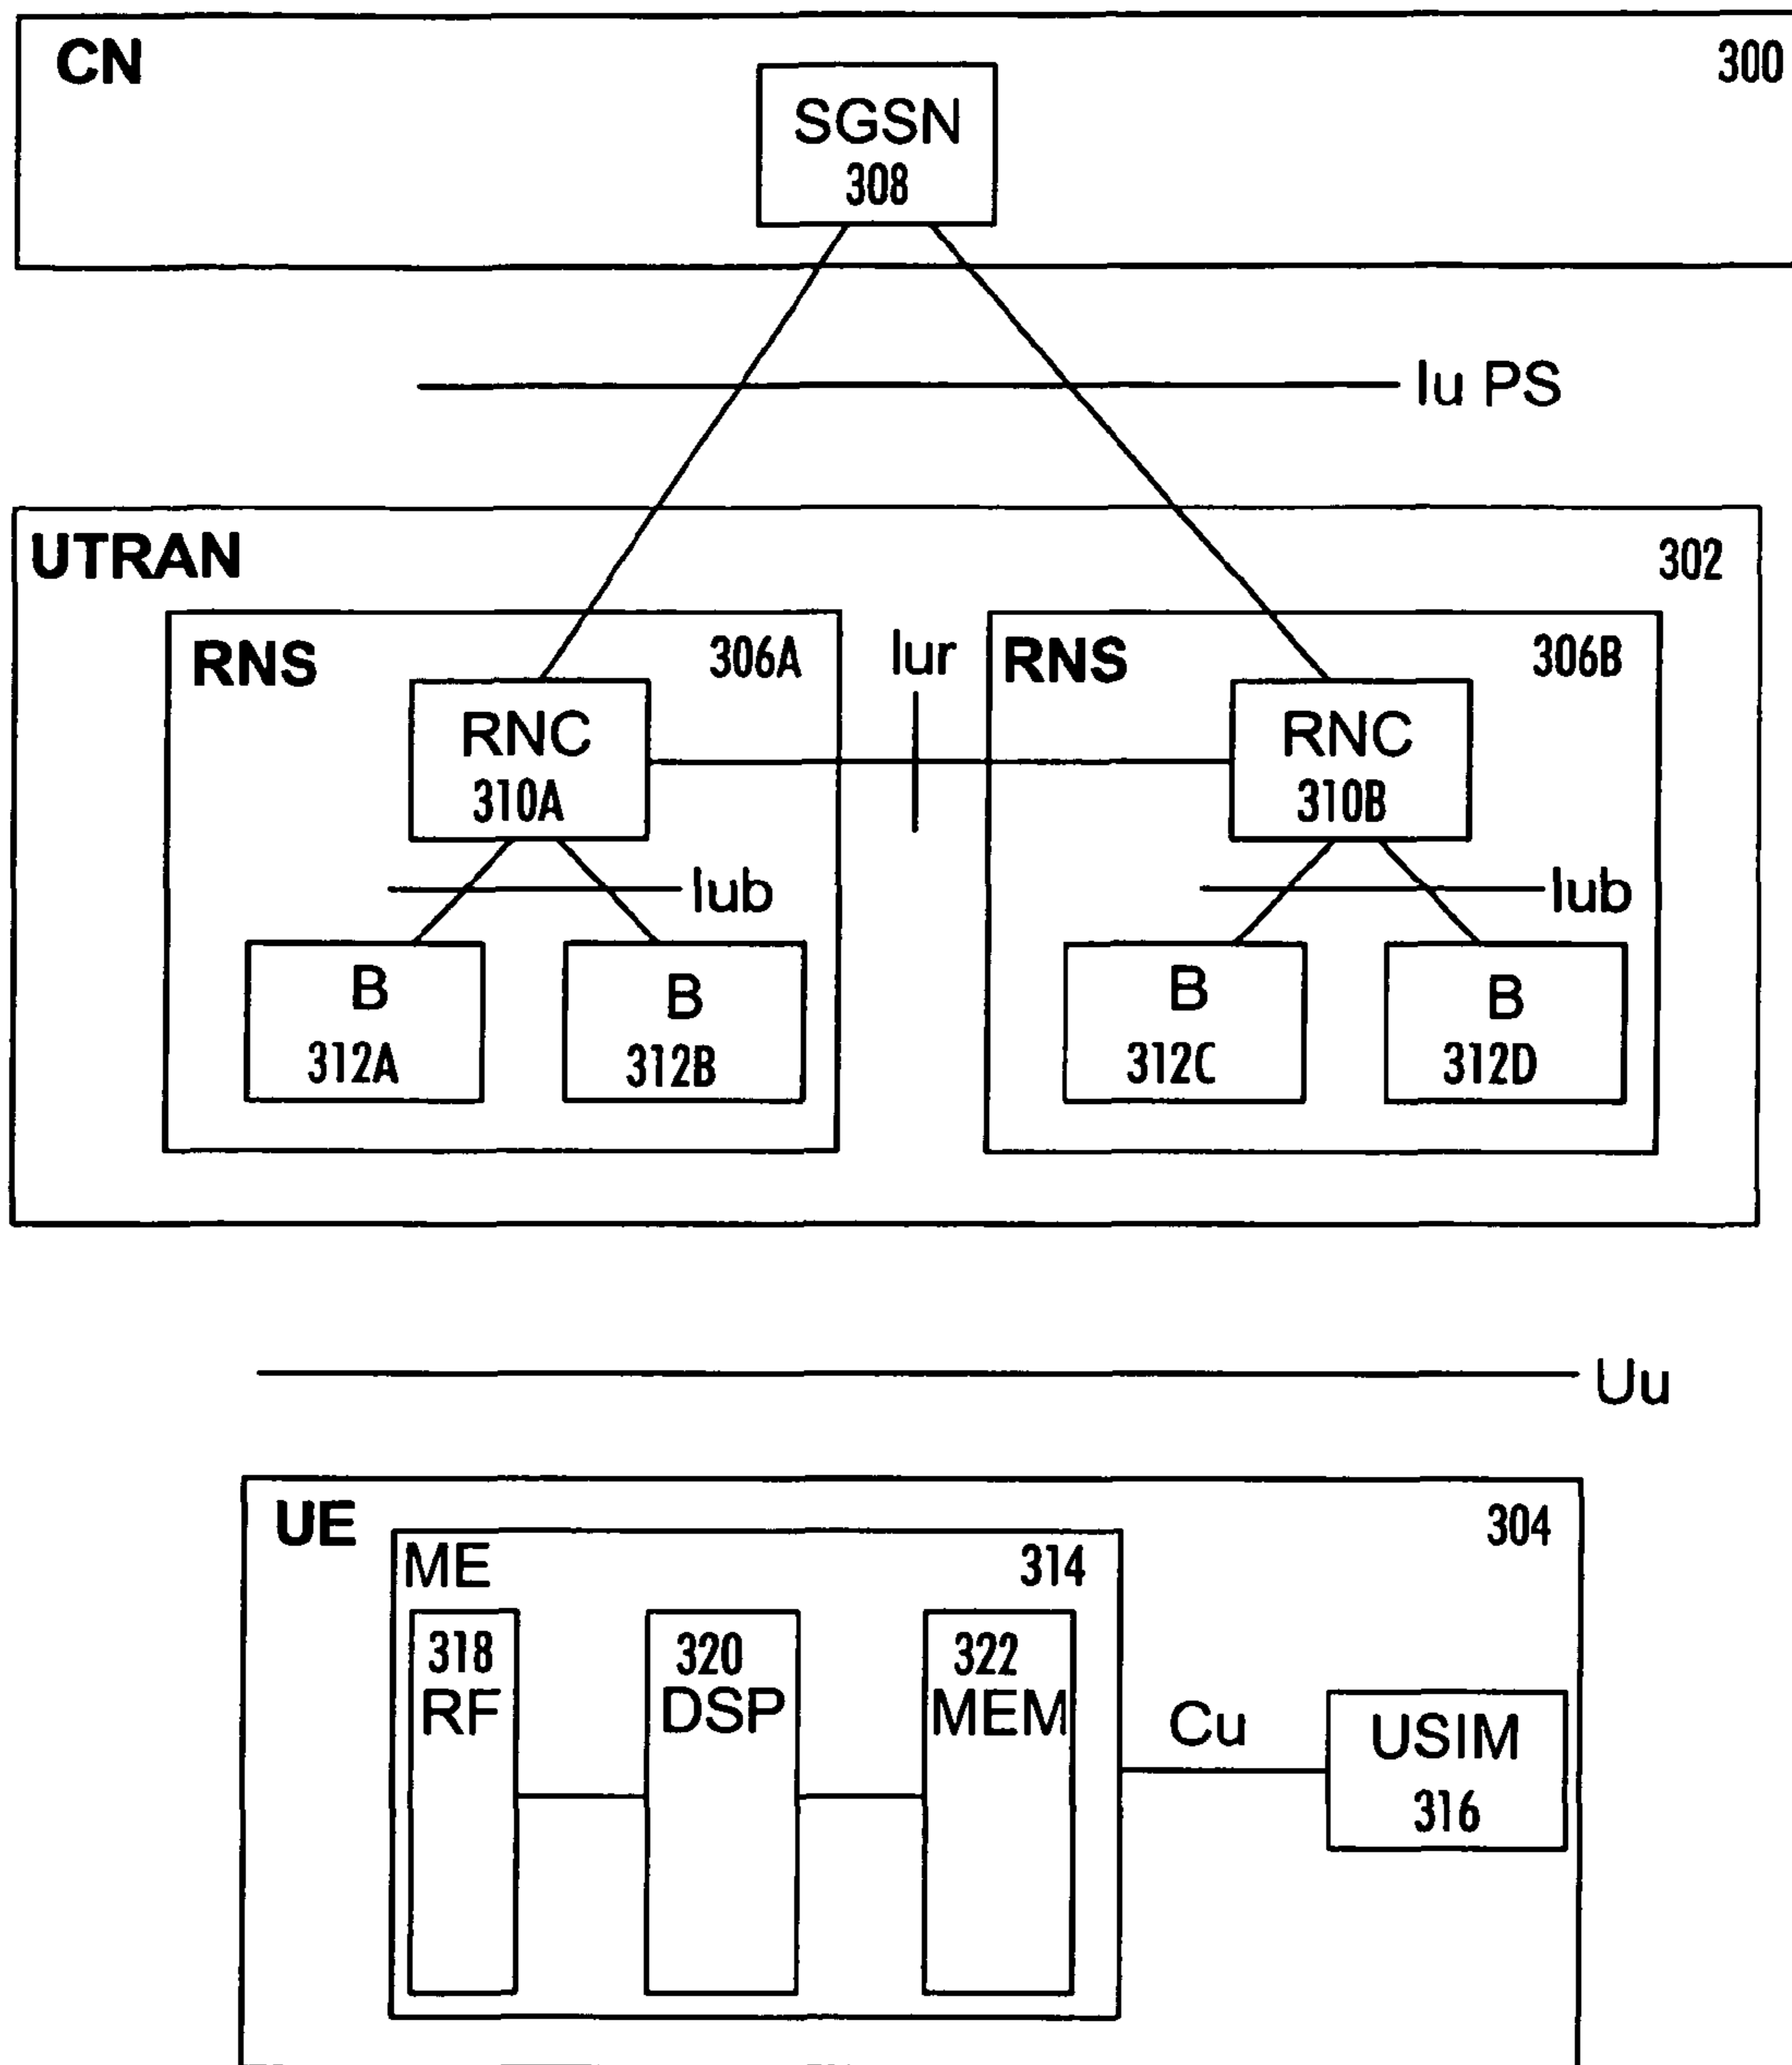 CN
300
SGSN
308
Iu PS
UTRAN
302
RNS
306A
Iur
RNS
306B
RNC
310A
RNC
310B
Iub
Iub
B
312A
B
312B
B
312C
B
312D
Uu
UE
304
ME
314
318
RF
320
DSP
322
MEM
Cu
USIM
316